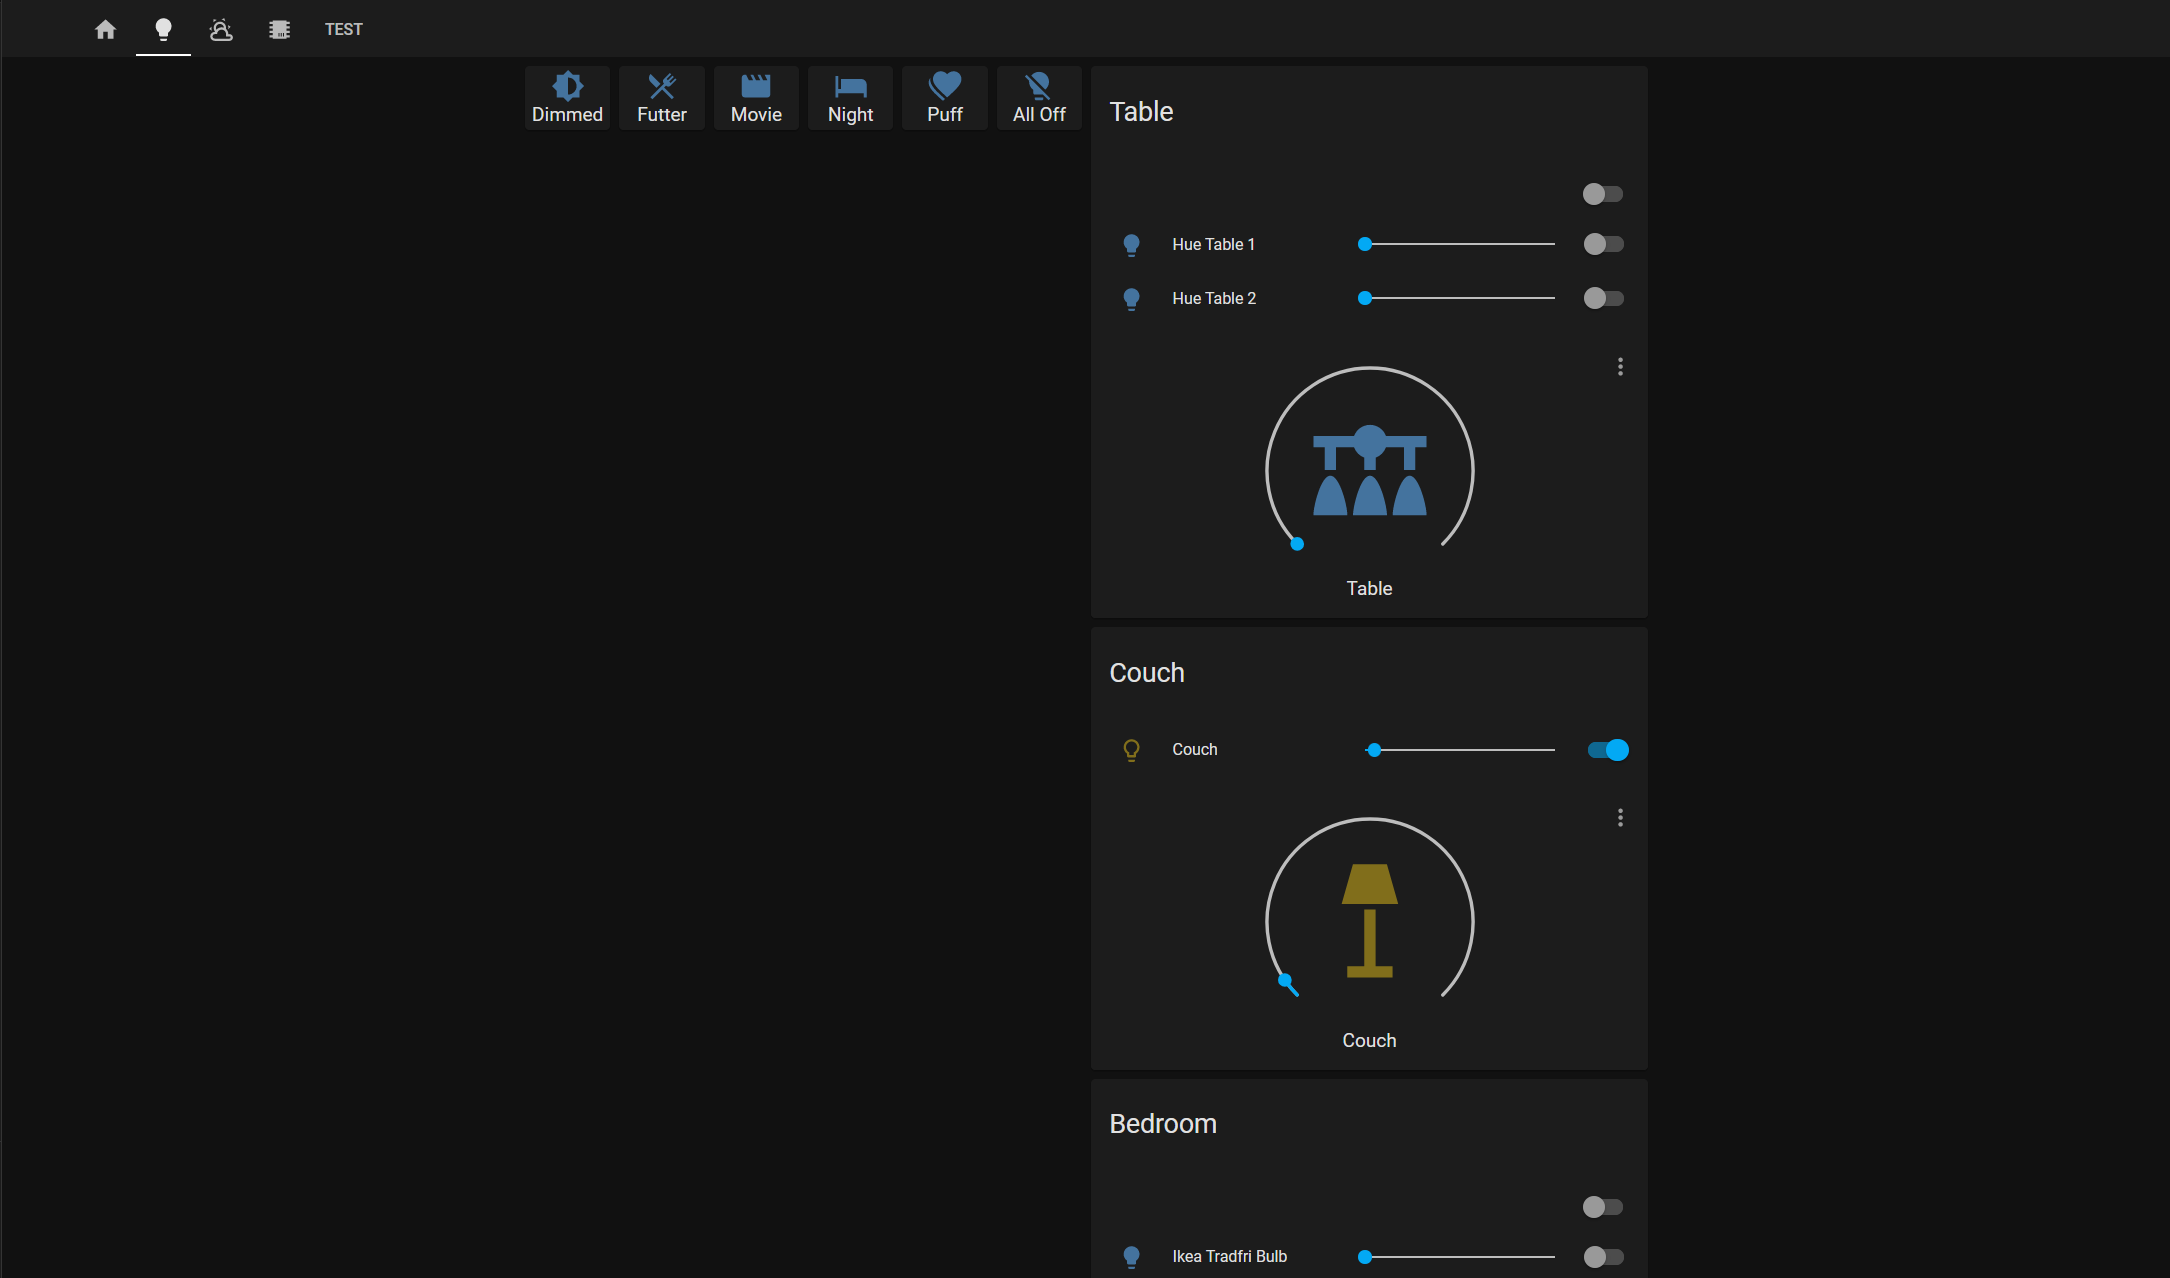 TEST
Dimmed
Futter
Movie
Night
Puff
All Off
Table
Hue Table 1
Hue Table 2
Table
Couch
Couch
Couch
Bedroom
Ikea Tradfri Bulb